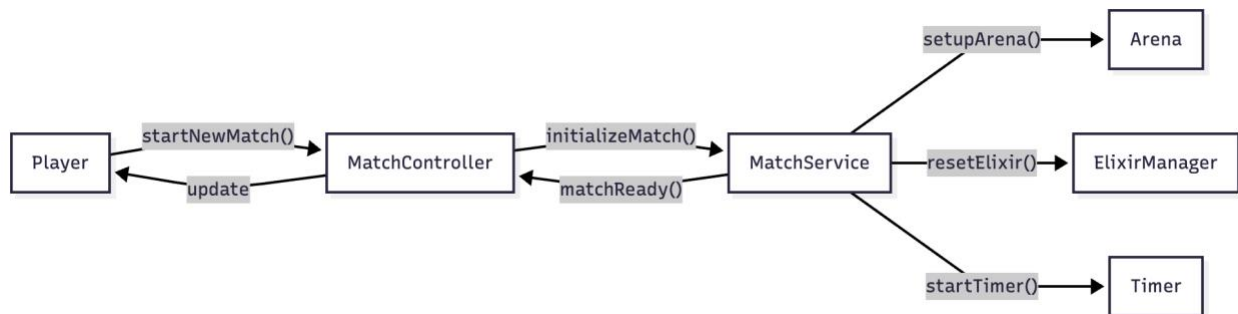 setupArena()
Arena
startNewMatch()
initializeMatch()
Player
MatchController
MatchService
resetElixir()
ElixirManager
update
matchReady()
startTimer()
Timer